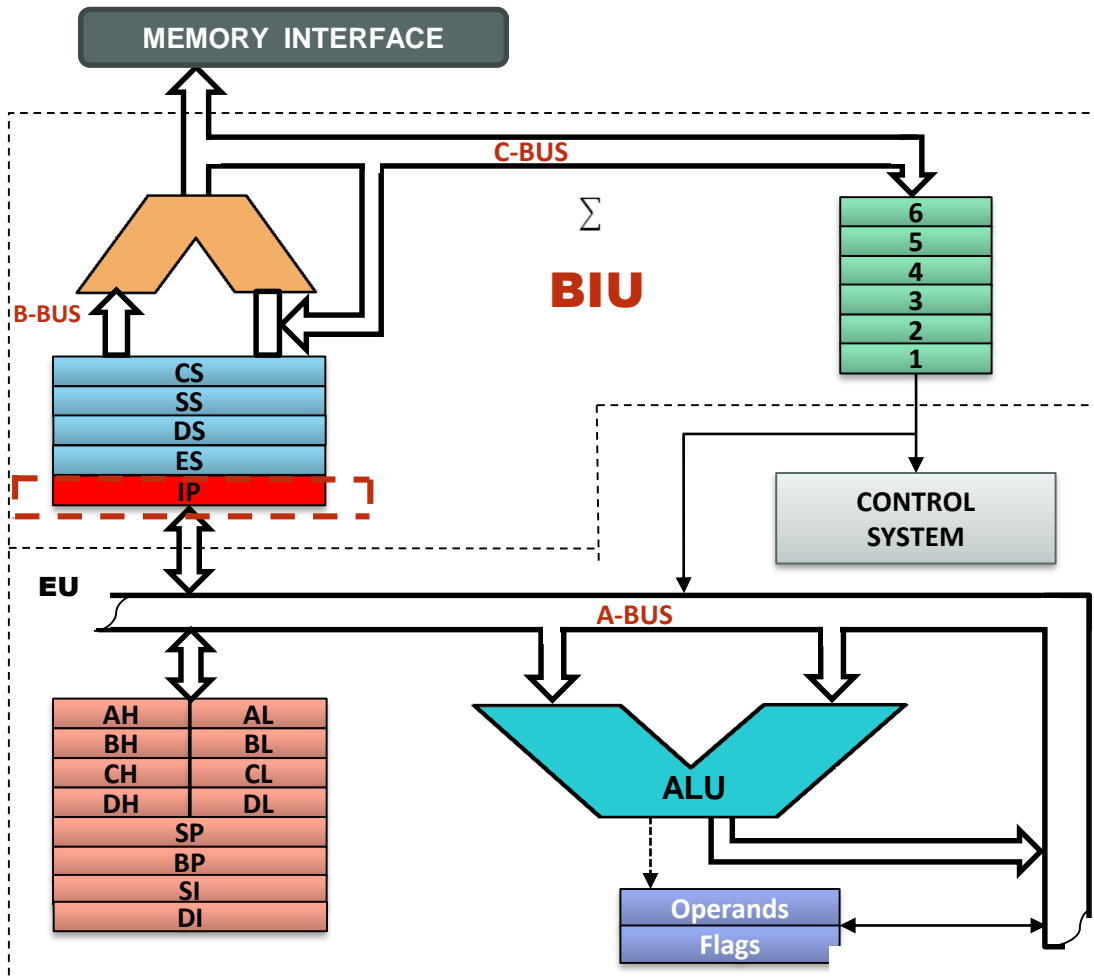 MEMORY INTERFACE
C-BUS
∑
6
5
4
3
2
1
BIU
B-BUS
CS
SS
DS
ES
IP
CONTROL
SYSTEM
EU
A-BUS
AH AL
BH BL
CH CL
DH DL
SP
BP
SI
DI
ALU
Operands
Flags